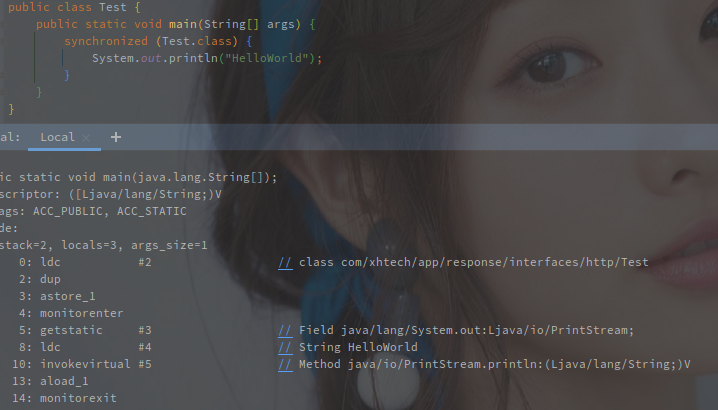 public class Test {
public static void main(String[] args) {
synchronized (Test.class) {
System.out.println("HelloWorld");
}
}
}
al: Local × +
ic static void main(java.lang.String[]);
scriptor: ([Ljava/lang/String;)V
ags: ACC_PUBLIC, ACC_STATIC
de:
stack=2, locals=3, args_size=1
0: ldc #2 // class com/xhtech/app/response/interfaces/http/Test
2: dup
3: astore_1
4: monitorenter
5: getstatic #3 // Field java/lang/System.out:Ljava/io/PrintStream;
8: ldc #4 // String HelloWorld
10: invokevirtual #5 // Method java/io/PrintStream.println:(Ljava/lang/String;)V
13: aload_1
14: monitorexit